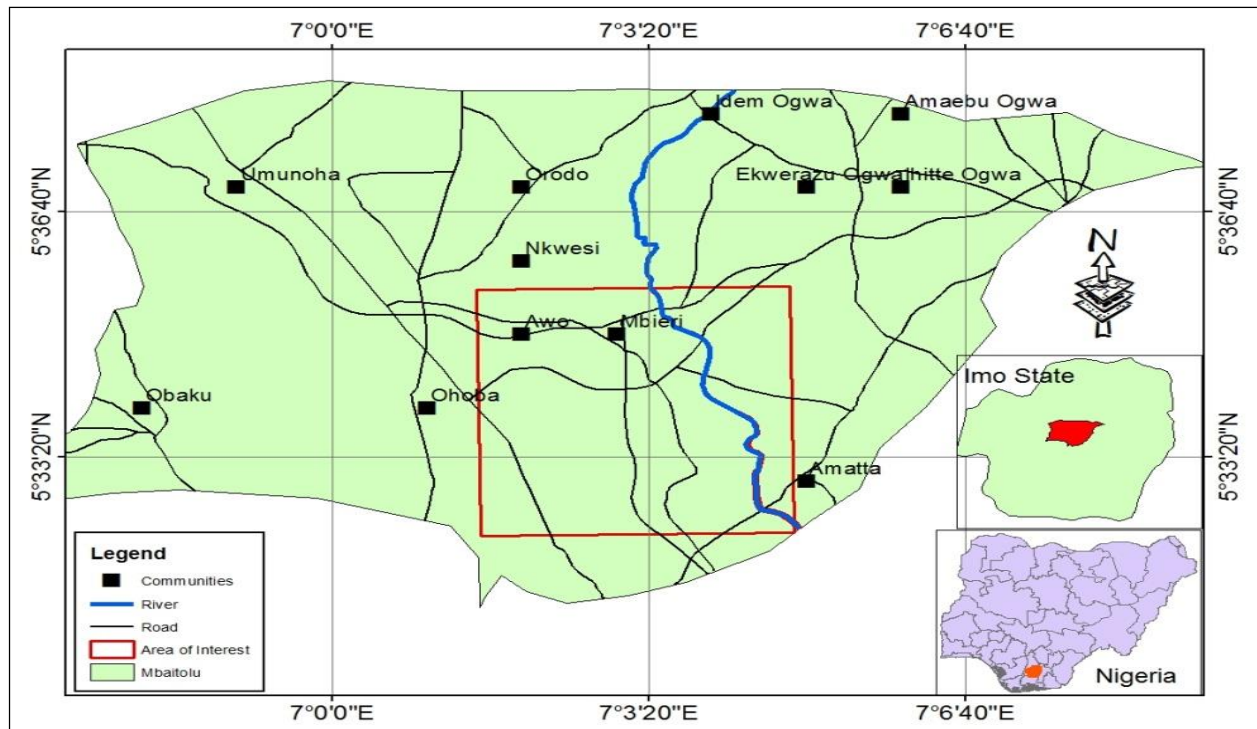 7°0'0"E 7°3'20"E 7°6'40"E
Idem Ogwa Amaebu Ogwa
Umunoha Orodo Ekwerazu Ogwa Ihitte Ogwa
5°36'40"N 5°36'40"N
Nkwesi
N
Awo Mbieri
Imo State
Obaku Ohoba
5°33'20"N 5°33'20"N
Amatta
Legend
Communities
River
Road
Area of Interest
Mbaitolu
Nigeria
7°0'0"E 7°3'20"E 7°6'40"E